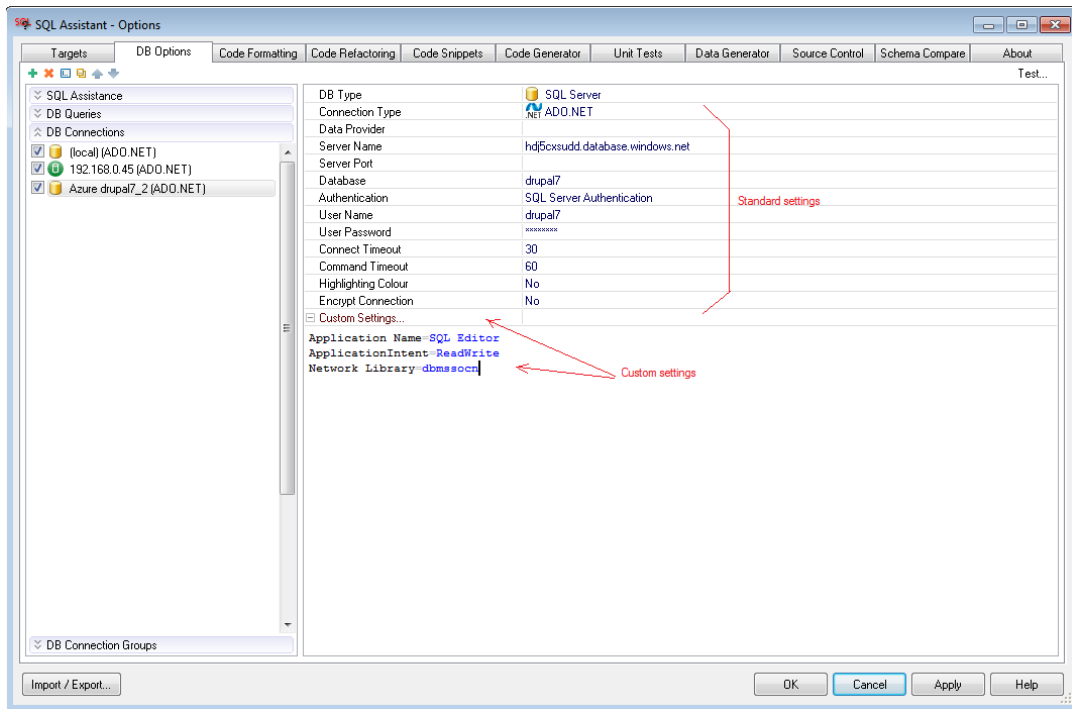 SQL Assistant - Options
Targets DB Options Code Formatting Code Refactoring Code Snippets Code Generator Unit Tests Data Generator Source Control Schema Compare About
Test...
SQL Assistance
DB Queries
DB Connections
(local) (ADO.NET)
192.168.0.45 (ADO.NET)
Azure drupal7_2 (ADO.NET)
DB Connection Groups
DB Type SQL Server
Connection Type .NET ADO.NET
Data Provider
Server Name hdj5cxsudd.database.windows.net
Server Port
Database drupal7
Authentication SQL Server Authentication
User Name drupal7
User Password ********
Connect Timeout 30
Command Timeout 60
Highlighting Colour No
Encrypt Connection No
Custom Settings...
Application Name=SQL Editor
ApplicationIntent=ReadWrite
Network Library=dbmssocn
Standard settings
Custom settings
Import / Export... OK Cancel Apply Help